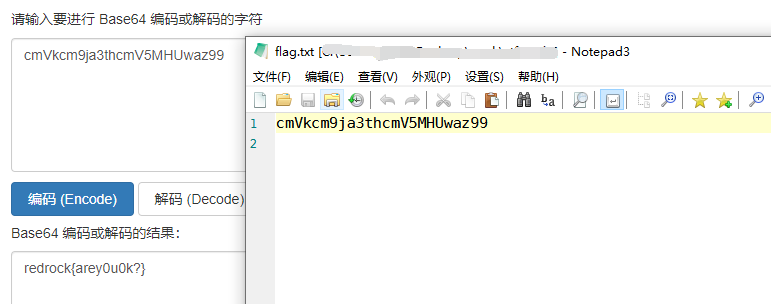 请输入要进行 Base64 编码或解码的字符
cmVkcm9ja3thcmV5MHUwaz99
编码 (Encode)
解码 (Decode)
Base64 编码或解码的结果:
redrock{arey0u0k?}
flag.txt - Notepad3
文件(F) 编辑(E) 查看(V) 外观(P) 设置(S) 帮助(H)
1 cmVkcm9ja3thcmV5MHUwaz99
2